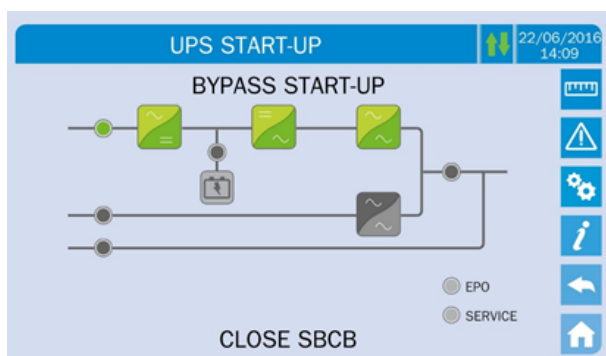 UPS START-UP
22/06/2016
14:09
BYPASS START-UP
EPO
SERVICE
CLOSE SBCB